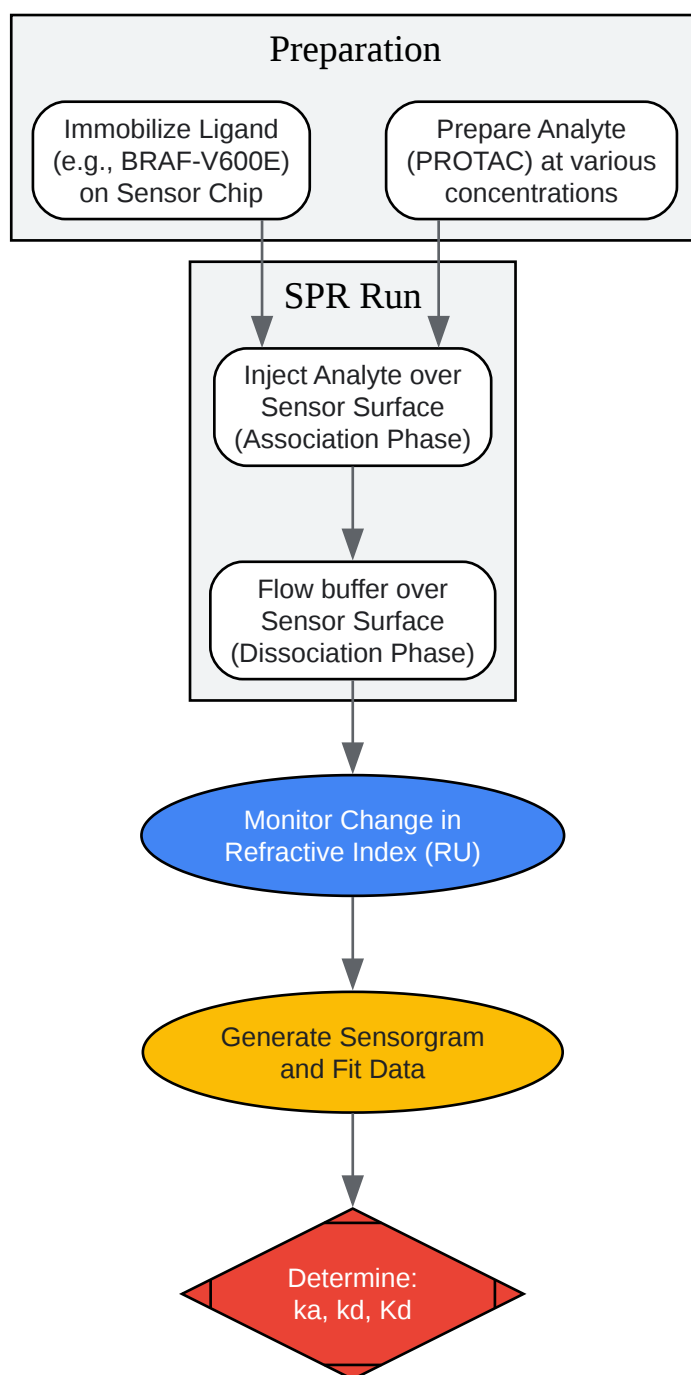 Preparation
Immobilize Ligand
(e.g., BRAF-V600E)
on Sensor Chip
Prepare Analyte
(PROTAC) at various
concentrations
SPR Run
Inject Analyte over
Sensor Surface
(Association Phase)
Flow buffer over
Sensor Surface
(Dissociation Phase)
Monitor Change in
Refractive Index (RU)
Generate Sensorgram
and Fit Data
Determine:
ka, kd, Kd